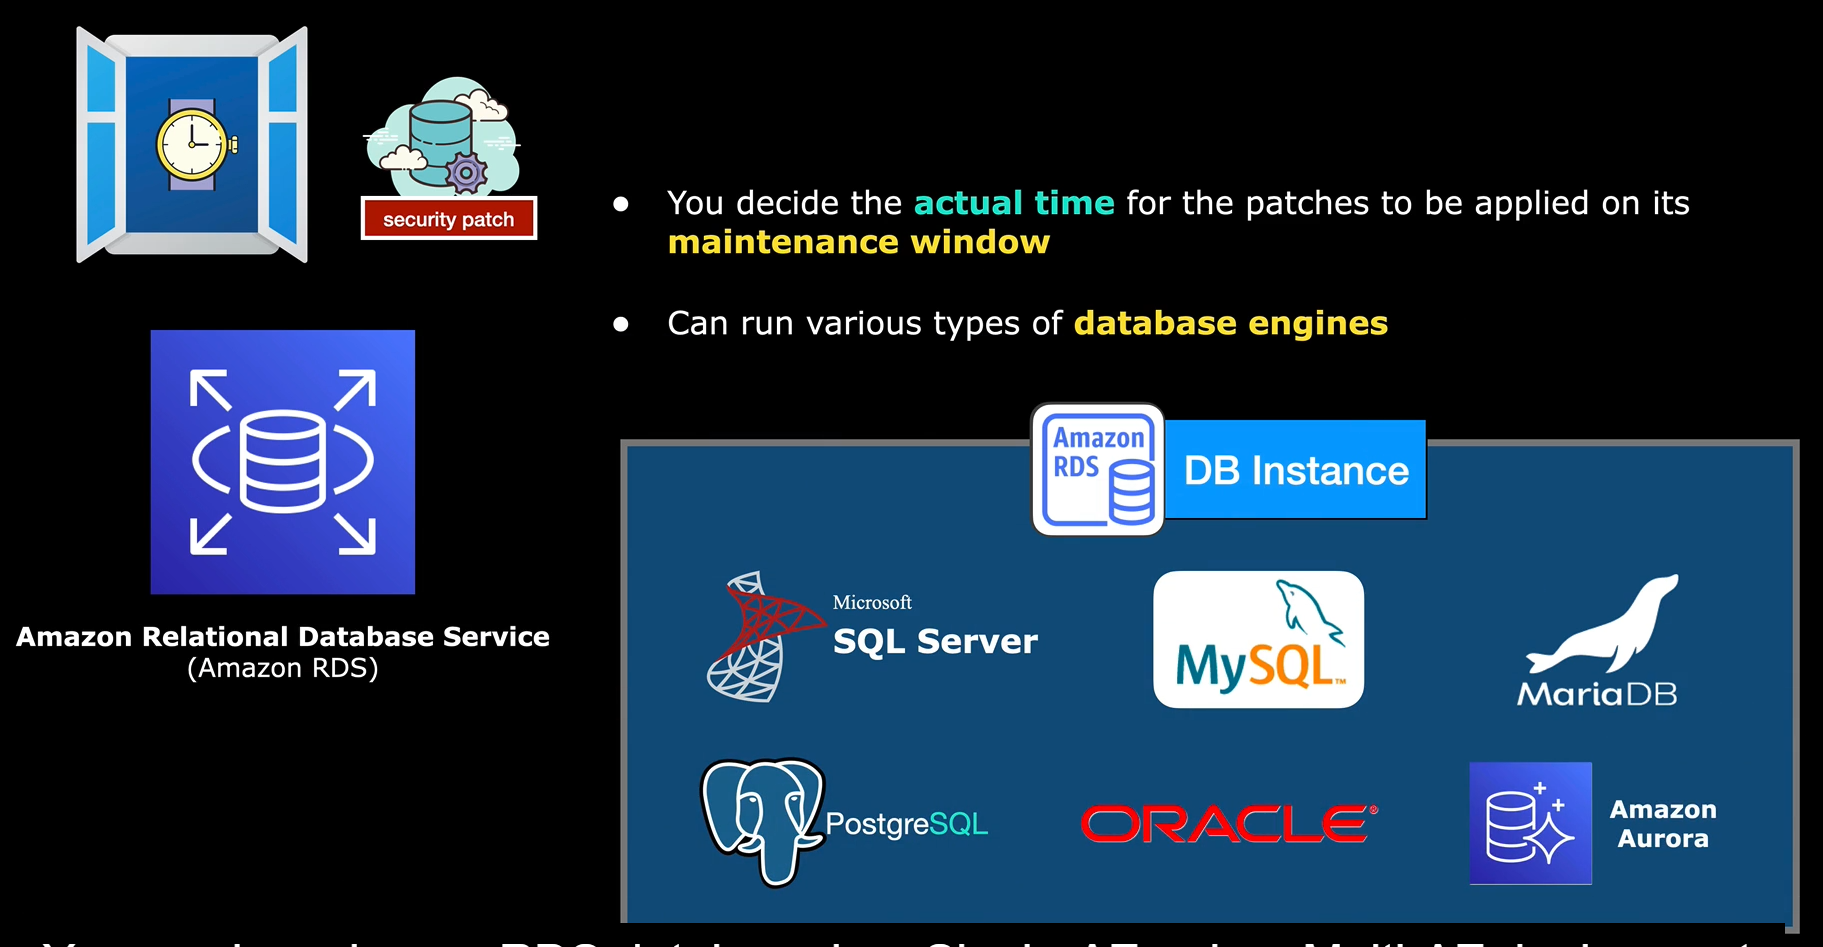 security patch
● You decide the actual time for the patches to be applied on its
maintenance window
● Can run various types of database engines
Amazon
RDS
DB Instance
Amazon Relational Database Service
(Amazon RDS)
Microsoft
SQL Server
MySQL™
MariaDB
PostgreSQL
ORACLE®
Amazon
Aurora